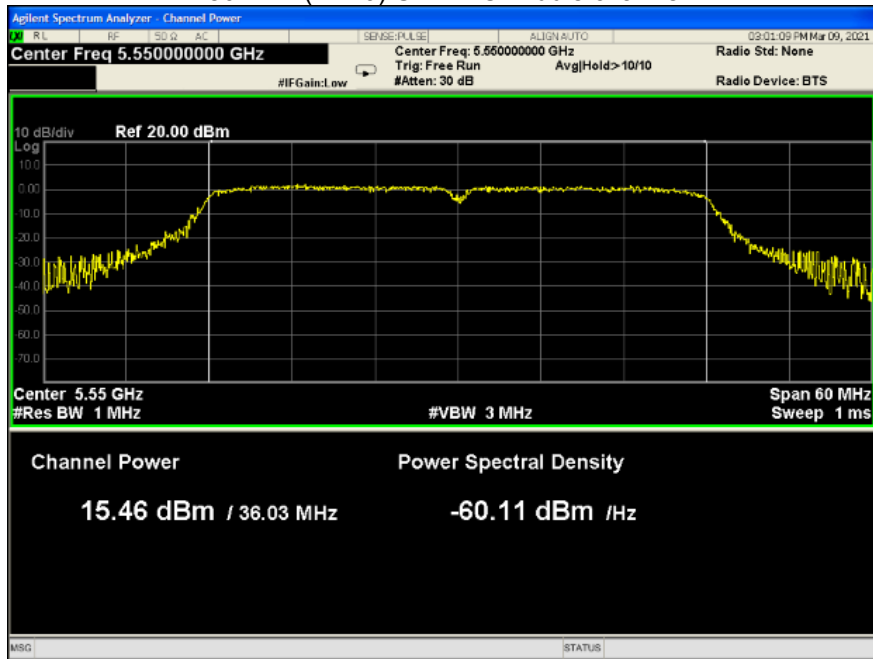 Agilent Spectrum Analyzer - Channel Power
RL RF 50 Ω AC SENSE:PULSE ALIGN AUTO 03:01:09 PM Mar 09, 2021
Center Freq 5.550000000 GHz
Center Freq: 5.550000000 GHz
Radio Std: None
Trig: Free Run Avg|Hold:>10/10
#IFGain:Low
#Atten: 30 dB
Radio Device: BTS
10 dB/div Ref 20.00 dBm
Log
10.0
0.00
-10.0
-20.0
-30.0
-40.0
-50.0
-60.0
-70.0
Center 5.55 GHz Span 60 MHz
#Res BW 1 MHz #VBW 3 MHz Sweep 1 ms
Channel Power Power Spectral Density
15.46 dBm / 36.03 MHz -60.11 dBm /Hz
MSG STATUS